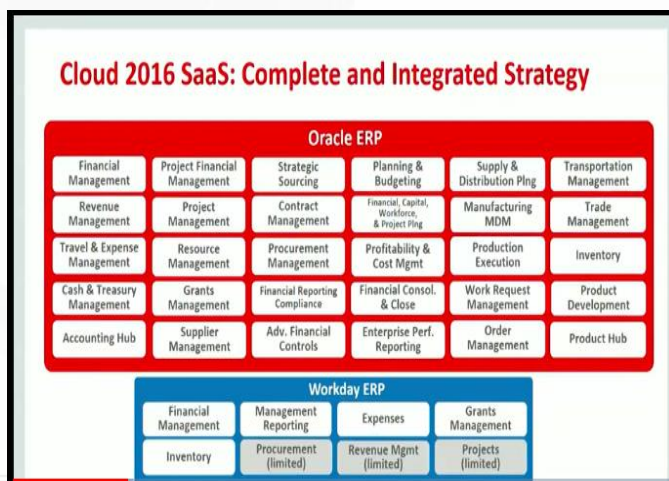 Cloud 2016 SaaS: Complete and Integrated Strategy
Oracle ERP
Financial
Management
Project Financial
Management
Strategic
Sourcing
Planning &
Budgeting
Supply &
Distribution Plng
Transportation
Management
Revenue
Management
Project
Management
Contract
Management
Financial, Capital,
Workforce,
& Project Plng
Manufacturing
MDM
Trade
Management
Travel & Expense
Management
Resource
Management
Procurement
Management
Profitability &
Cost Mgmt
Production
Execution
Inventory
Cash & Treasury
Management
Grants
Management
Financial Reporting
Compliance
Financial Consol.
& Close
Work Request
Management
Product
Development
Accounting Hub
Supplier
Management
Adv. Financial
Controls
Enterprise Perf.
Reporting
Order
Management
Product Hub
Workday ERP
Financial
Management
Management
Reporting
Expenses
Grants
Management
Inventory
Procurement
(limited)
Revenue Mgmt
(limited)
Projects
(limited)